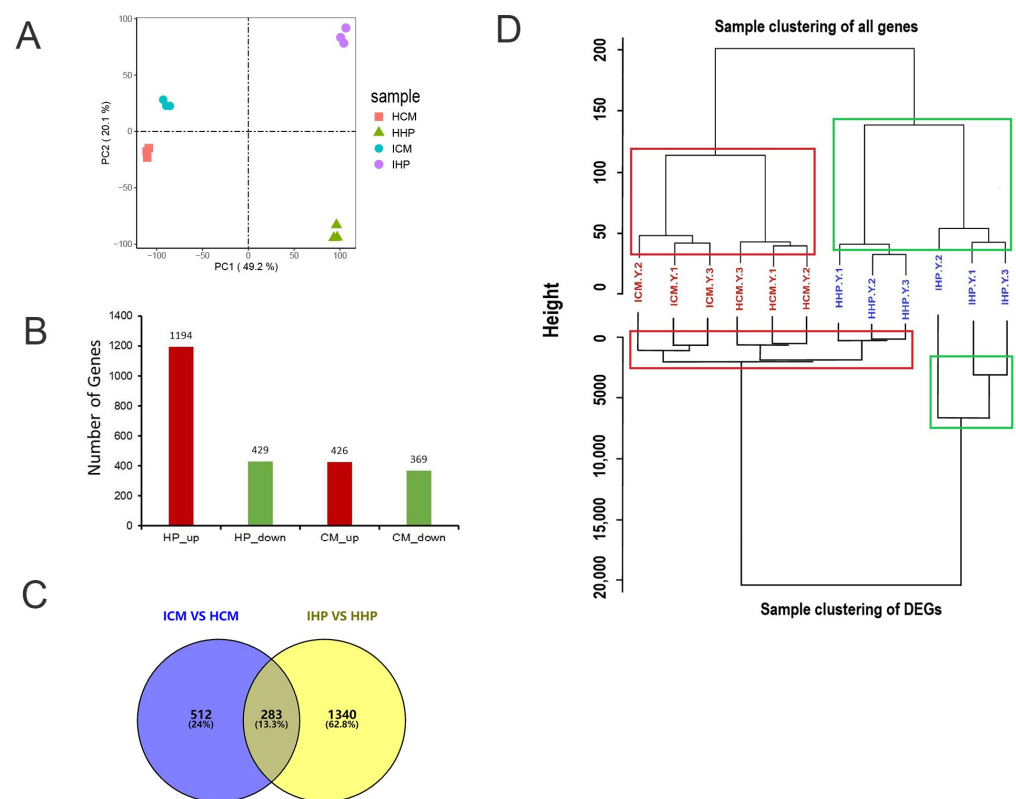 A
100
50
0
−50
−100
PC2 ( 20.1 %)
−100
−50
0
50
100
PC1 ( 49.2 %)
sample
HCM
HHP
ICM
IHP
B
Number of Genes
1400
1200
1000
800
600
400
200
0
1194
429
426
369
HP_up
HP_down
CM_up
CM_down
C
ICM VS HCM
IHP VS HHP
512
(24%)
283
(13.3%)
1340
(62.8%)
D
Sample clustering of all genes
Height
200
150
100
50
0
ICM.Y.2
ICM.Y.1
ICM.Y.3
HCM.Y.3
HCM.Y.1
HCM.Y.2
HHP.Y.1
HHP.Y.2
HHP.Y.3
IHP.Y.2
IHP.Y.1
IHP.Y.3
0
5000
10,000
15,000
20,000
Sample clustering of DEGs